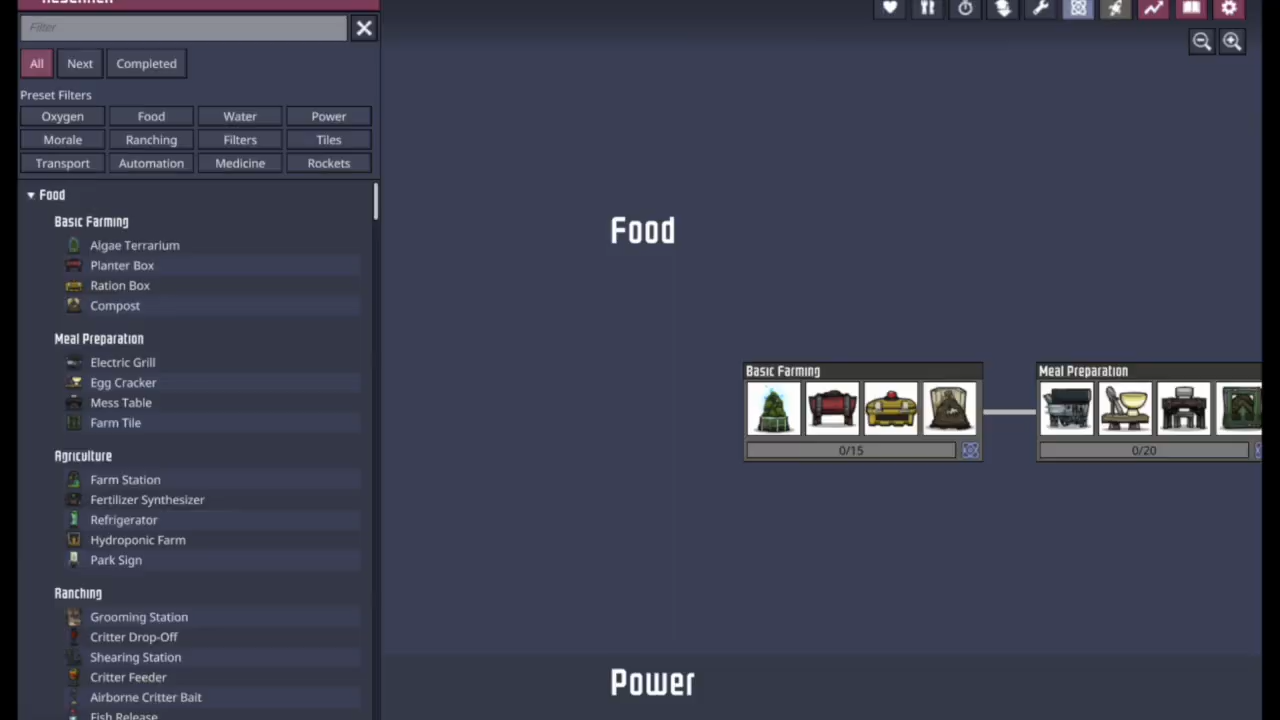 Filter
All Next Completed
Preset Filters
Oxygen Food Water Power
Morale Ranching Filters Tiles
Transport Automation Medicine Rockets
Food
Basic Farming
Algae Terrarium
Planter Box
Ration Box
Compost
Meal Preparation
Electric Grill
Egg Cracker
Mess Table
Farm Tile
Agriculture
Farm Station
Fertilizer Synthesizer
Refrigerator
Hydroponic Farm
Park Sign
Ranching
Grooming Station
Critter Drop-Off
Shearing Station
Critter Feeder
Airborne Critter Bait
Fish Release
Food
Basic Farming
0/15
Meal Preparation
0/20
Power